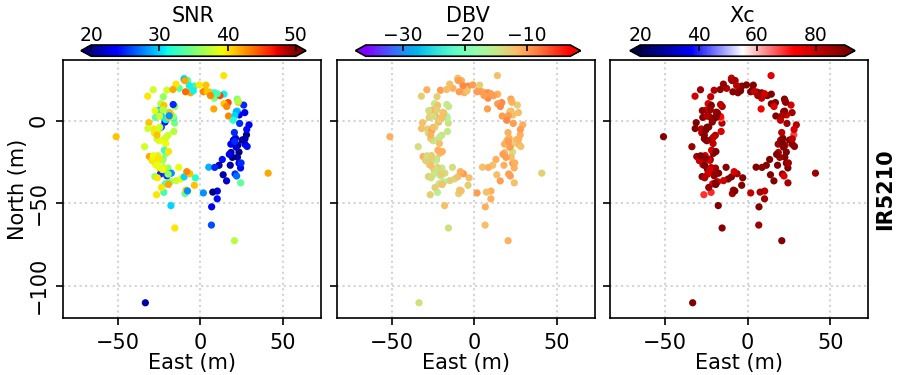 SNR DBV Xc
20 30 40 50 −30 −20 −10 20 40 60 80
0
−50
−100
North (m)
IR5210
−50 0 50 −50 0 50 −50 0 50
East (m) East (m) East (m)